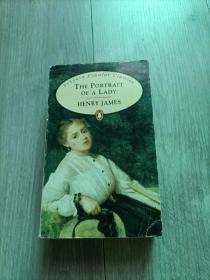 Penguin Popular Classics
THE PORTRAIT
OF A LADY
HENRY JAMES